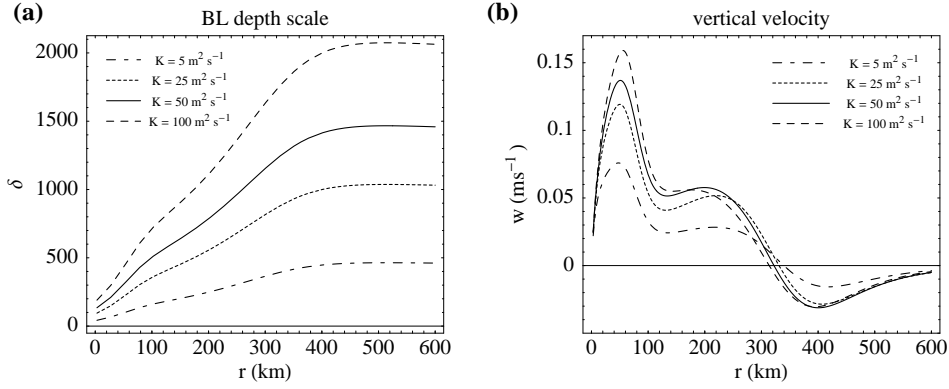 (a)
BL depth scale
K = 5 m² s⁻¹
K = 25 m² s⁻¹
K = 50 m² s⁻¹
K = 100 m² s⁻¹
2000
1500
1000
500
0
δ
0 100 200 300 400 500 600
r (km)
(b)
vertical velocity
K = 5 m² s⁻¹
K = 25 m² s⁻¹
K = 50 m² s⁻¹
K = 100 m² s⁻¹
0.15
0.1
0.05
0
w (ms⁻¹)
0 100 200 300 400 500 600
r (km)